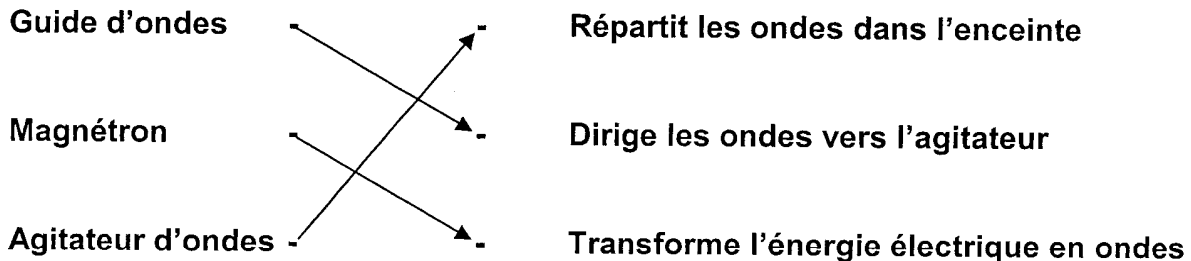 Guide d'ondes - - Répartit les ondes dans l'enceinte
Magnétron - - Dirige les ondes vers l'agitateur
Agitateur d'ondes - - Transforme l'énergie électrique en ondes